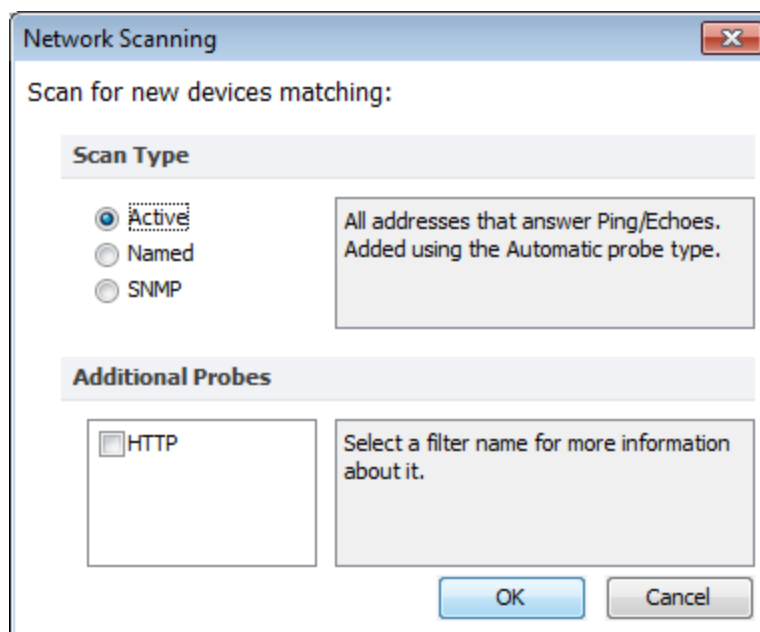 Network Scanning
Scan for new devices matching:
Scan Type
Active
Named
SNMP
All addresses that answer Ping/Echoes.
Added using the Automatic probe type.
Additional Probes
HTTP
Select a filter name for more information
about it.
OK
Cancel